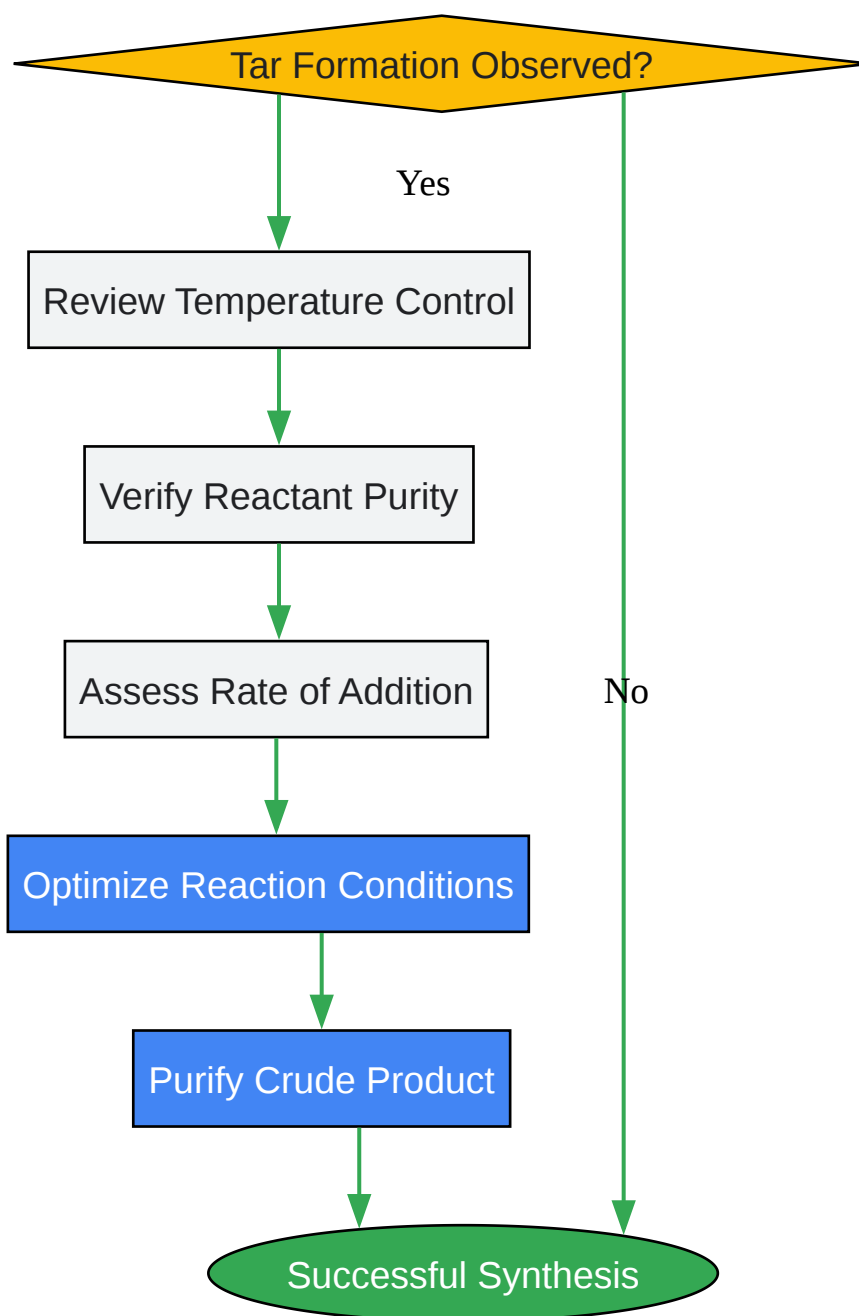 Tar Formation Observed?
Yes
Review Temperature Control
Verify Reactant Purity
Assess Rate of Addition
No
Optimize Reaction Conditions
Purify Crude Product
Successful Synthesis